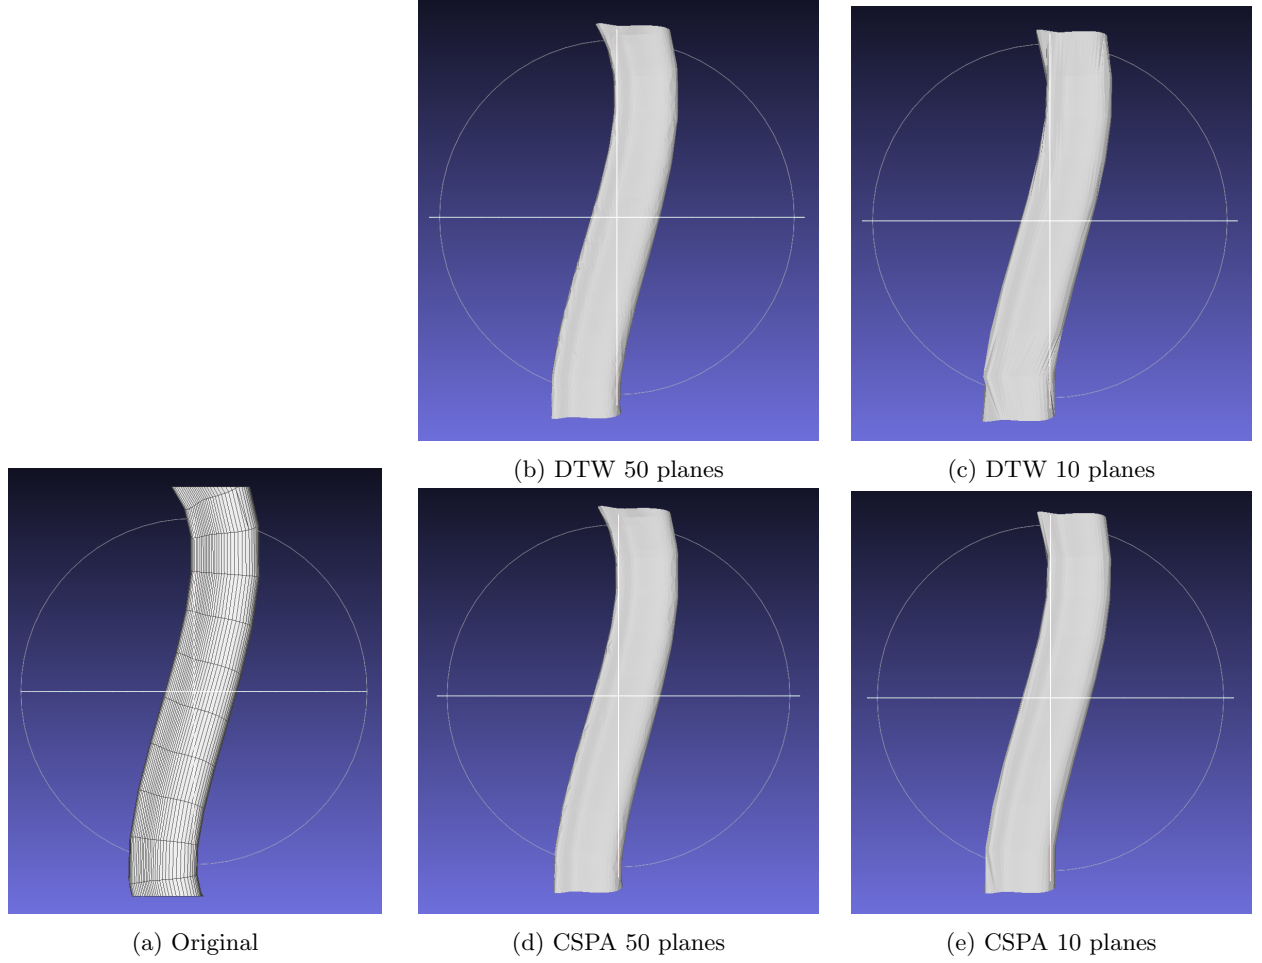 (b) DTW 50 planes
(c) DTW 10 planes
(a) Original
(d) CSPA 50 planes
(e) CSPA 10 planes